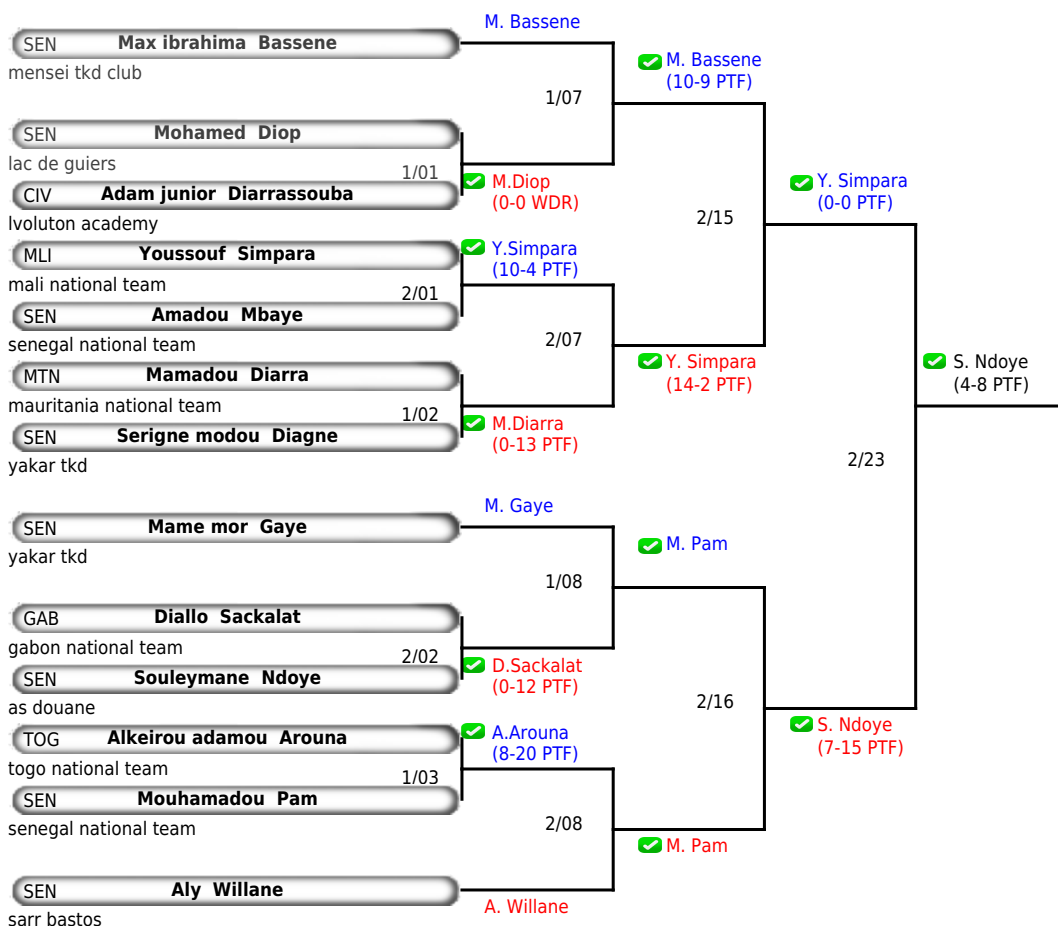 M. Bassene
SEN Max ibrahima Bassene
mensei tkd club
M. Bassene
(10-9 PTF)
1/07
SEN Mohamed Diop
lac de guiers
1/01
M.Diop
(0-0 WDR)
CIV Adam junior Diarrassouba
lvoluton academy
Y. Simpara
(0-0 PTF)
2/15
MLI Youssouf Simpara
mali national team
Y.Simpara
(10-4 PTF)
2/01
SEN Amadou Mbaye
senegal national team
2/07
Y. Simpara
(14-2 PTF)
MTN Mamadou Diarra
mauritania national team
1/02
M.Diarra
(0-13 PTF)
SEN Serigne modou Diagne
yakar tkd
S. Ndoye
(4-8 PTF)
2/23
M. Gaye
SEN Mame mor Gaye
yakar tkd
M. Pam
1/08
GAB Diallo Sackalat
gabon national team
2/02
D.Sackalat
(0-12 PTF)
SEN Souleymane Ndoye
as douane
2/16
S. Ndoye
(7-15 PTF)
TOG Alkeirou adamou Arouna
togo national team
A.Arouna
(8-20 PTF)
1/03
SEN Mouhamadou Pam
senegal national team
2/08
M. Pam
SEN Aly Willane
sarr bastos
A. Willane